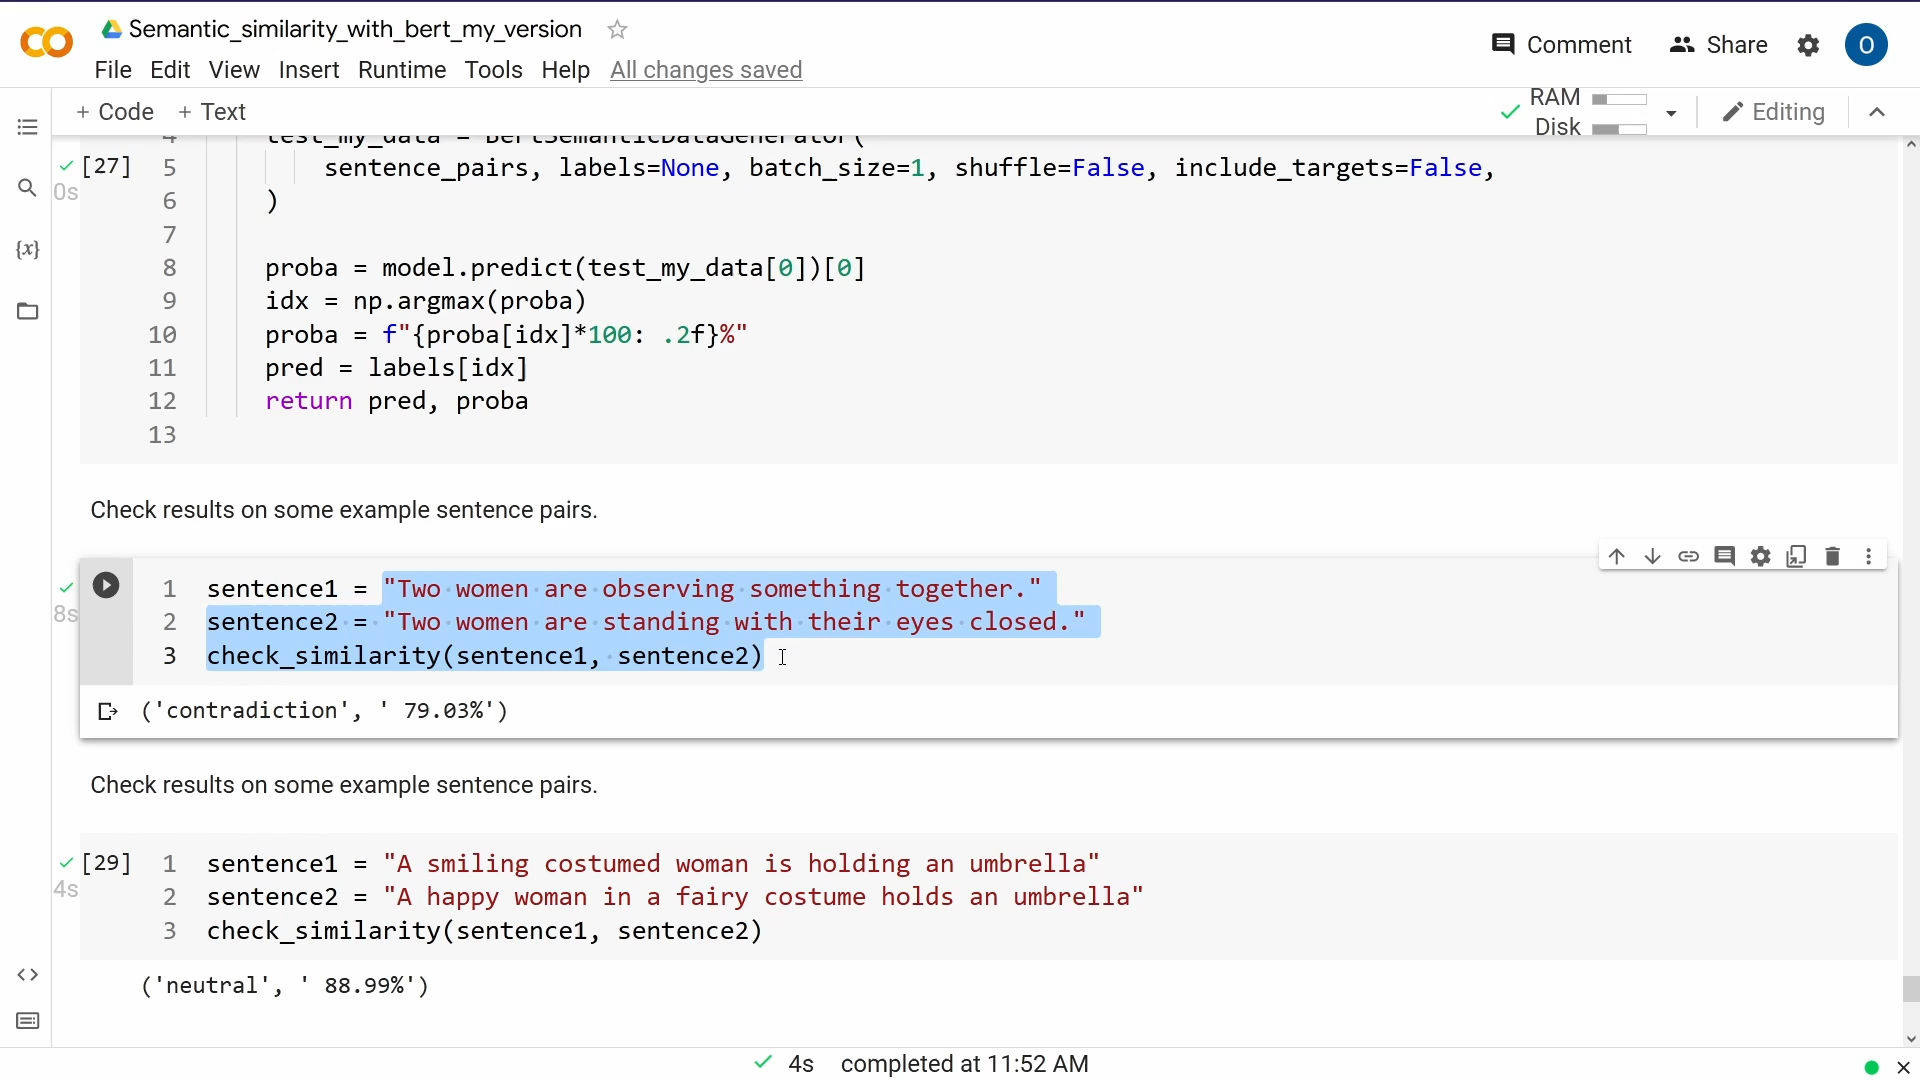 Semantic_similarity_with_bert_my_version
Comment
Share
O
File Edit View Insert Runtime Tools Help All changes saved
+ Code + Text
RAM
Disk
Editing
4 test_my_data = BertSemanticDataGenerator(
[27] 5 sentence_pairs, labels=None, batch_size=1, shuffle=False, include_targets=False,
0s
6 )
7
{x}
8 proba = model.predict(test_my_data[0])[0]
9 idx = np.argmax(proba)
10 proba = f"{proba[idx]*100: .2f}%"
11 pred = labels[idx]
12 return pred, proba
13
Check results on some example sentence pairs.
1 sentence1 = "Two women are observing something together."
8s
2 sentence2 = "Two women are standing with their eyes closed."
3 check_similarity(sentence1, sentence2)
('contradiction', ' 79.03%')
Check results on some example sentence pairs.
[29] 1 sentence1 = "A smiling costumed woman is holding an umbrella"
4s
2 sentence2 = "A happy woman in a fairy costume holds an umbrella"
3 check_similarity(sentence1, sentence2)
('neutral', ' 88.99%')
4s completed at 11:52 AM